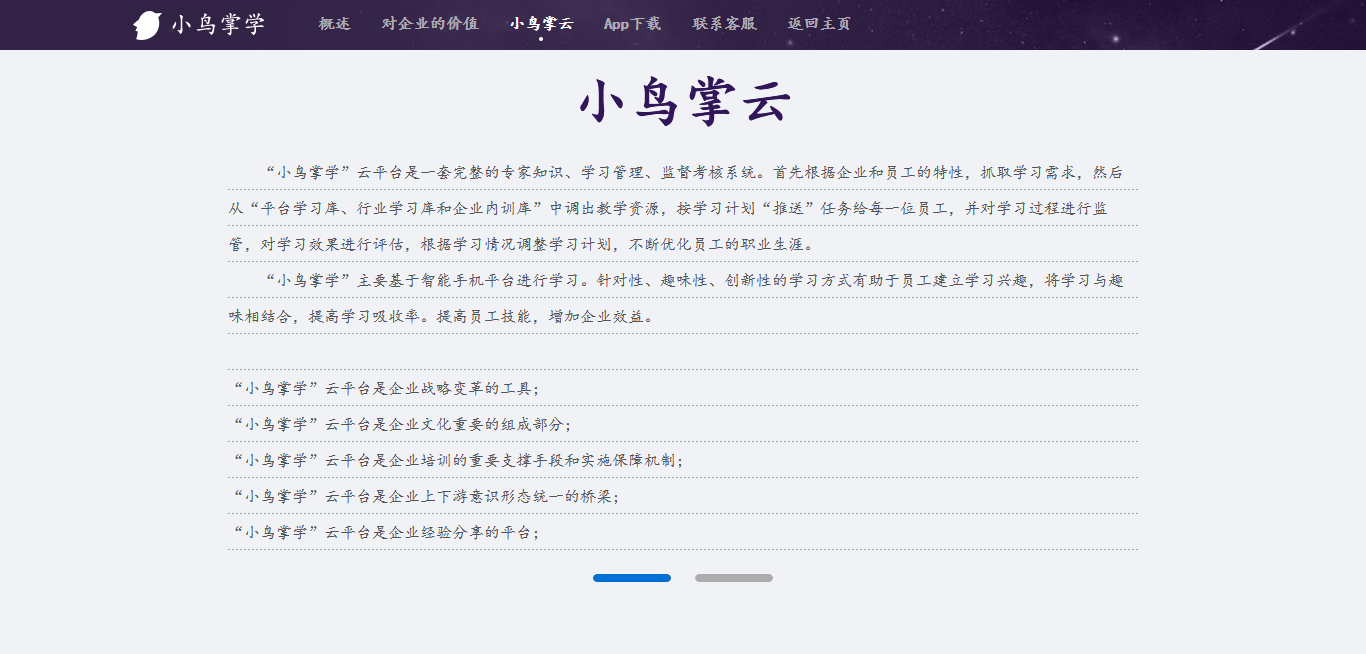 小鸟掌学
概述
对企业的价值
小鸟掌云
App下载
联系客服
返回主页
小鸟掌云
“小鸟掌学”云平台是一套完整的专家知识、学习管理、监督考核系统。首先根据企业和员工的特性，抓取学习需求，然后
从“平台学习库、行业学习库和企业内训库”中调出教学资源，按学习计划“推送”任务给每一位员工，并对学习过程进行监
管，对学习效果进行评估，根据学习情况调整学习计划，不断优化员工的职业生涯。
“小鸟掌学”主要基于智能手机平台进行学习。针对性、趣味性、创新性的学习方式有助于员工建立学习兴趣，将学习与趣
味相结合，提高学习吸收率。提高员工技能，增加企业效益。
“小鸟掌学”云平台是企业战略变革的工具；
“小鸟掌学”云平台是企业文化重要的组成部分；
“小鸟掌学”云平台是企业培训的重要支撑手段和实施保障机制；
“小鸟掌学”云平台是企业上下游意识形态统一的桥梁；
“小鸟掌学”云平台是企业经验分享的平台；